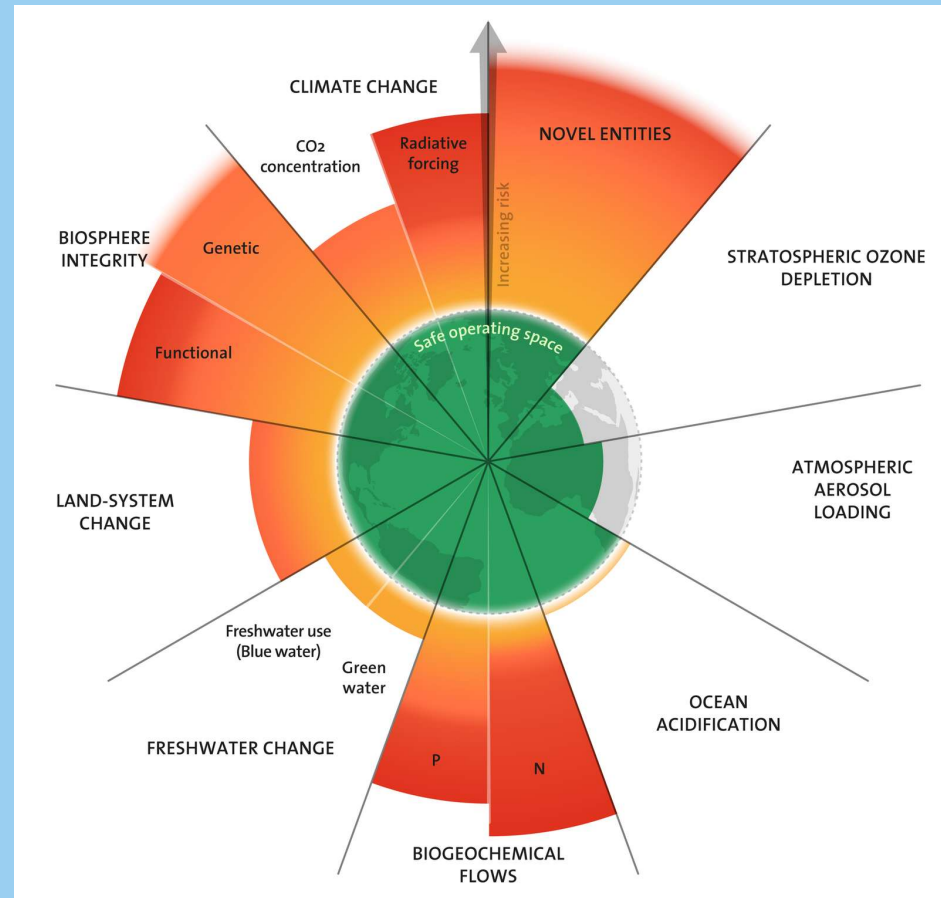 CLIMATE CHANGE
CO2
concentration
Radiative
forcing
NOVEL ENTITIES
Increasing risk
BIOSPHERE
INTEGRITY
Genetic
Functional
STRATOSPHERIC OZONE
DEPLETION
Safe operating space
LAND-SYSTEM
CHANGE
ATMOSPHERIC
AEROSOL
LOADING
Freshwater use
(Blue water)
Green
water
FRESHWATER CHANGE
OCEAN
ACIDIFICATION
P
N
BIOGEOCHEMICAL
FLOWS